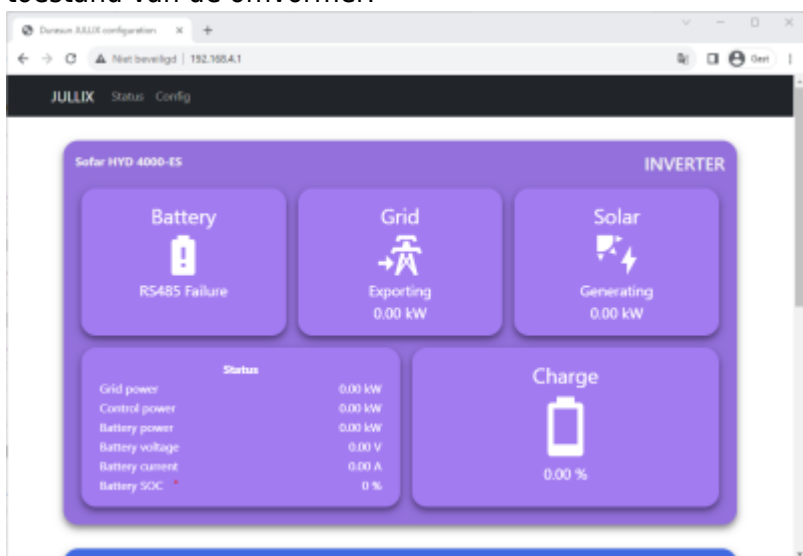 toestand van de omvormer.
Duresun JULLIX configuration
Niet beveiligd | 192.168.4.1
Gast
JULLIX Status Config
Sofar HYD 4000-ES
INVERTER
Battery
RS485 Failure
Grid
Exporting
0.00 kW
Solar
Generating
0.00 kW
Status
Grid power 0.00 kW
Control power 0.00 kW
Battery power 0.00 kW
Battery voltage 0.00 V
Battery current 0.00 A
Battery SOC * 0 %
Charge
0.00 %